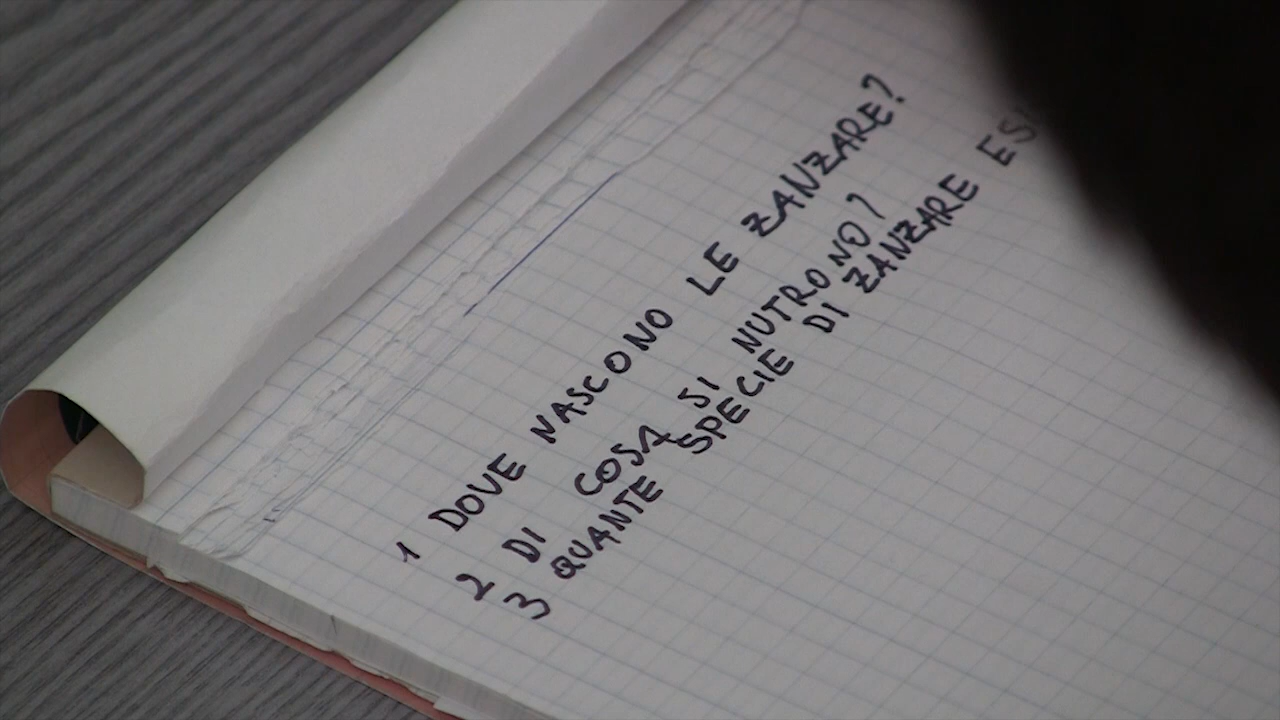 1 DOVE NASCONO LE ZANZARE?
2 DI COSA SI NUTRONO?
3 QUANTE SPECIE DI ZANZARE